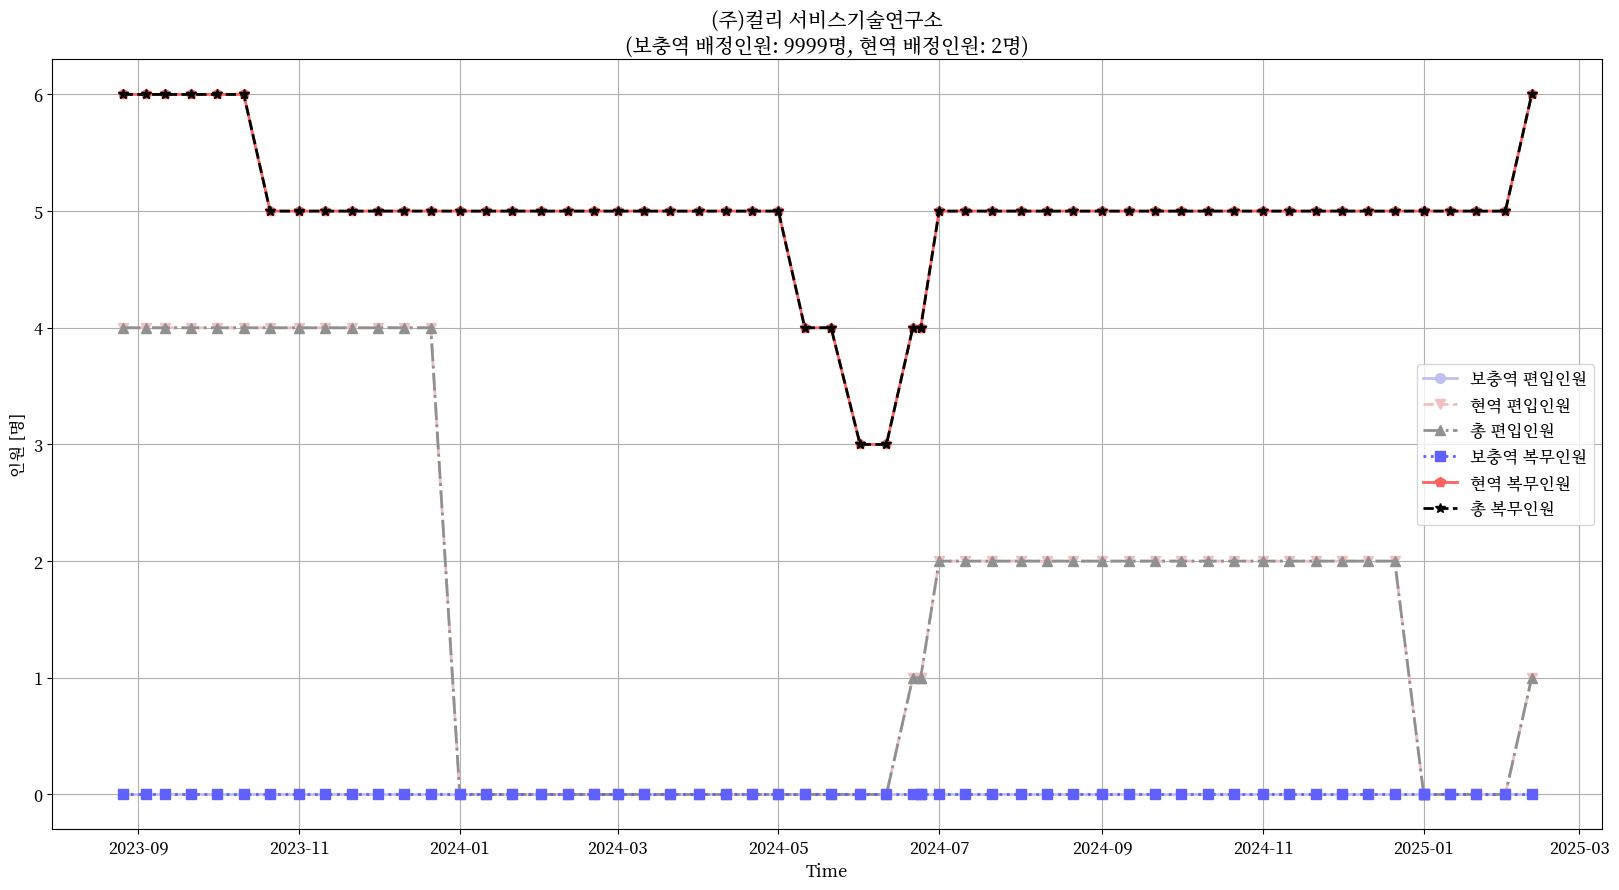 (주)컬리 서비스기술연구소
(보충역 배정인원: 9999명, 현역 배정인원: 2명)
인원 [명]
6
5
4
3
2
1
0
보충역 편입인원
현역 편입인원
총 편입인원
보충역 복무인원
현역 복무인원
총 복무인원
2023-09
2023-11
2024-01
2024-03
2024-05
2024-07
2024-09
2024-11
2025-01
2025-03
Time